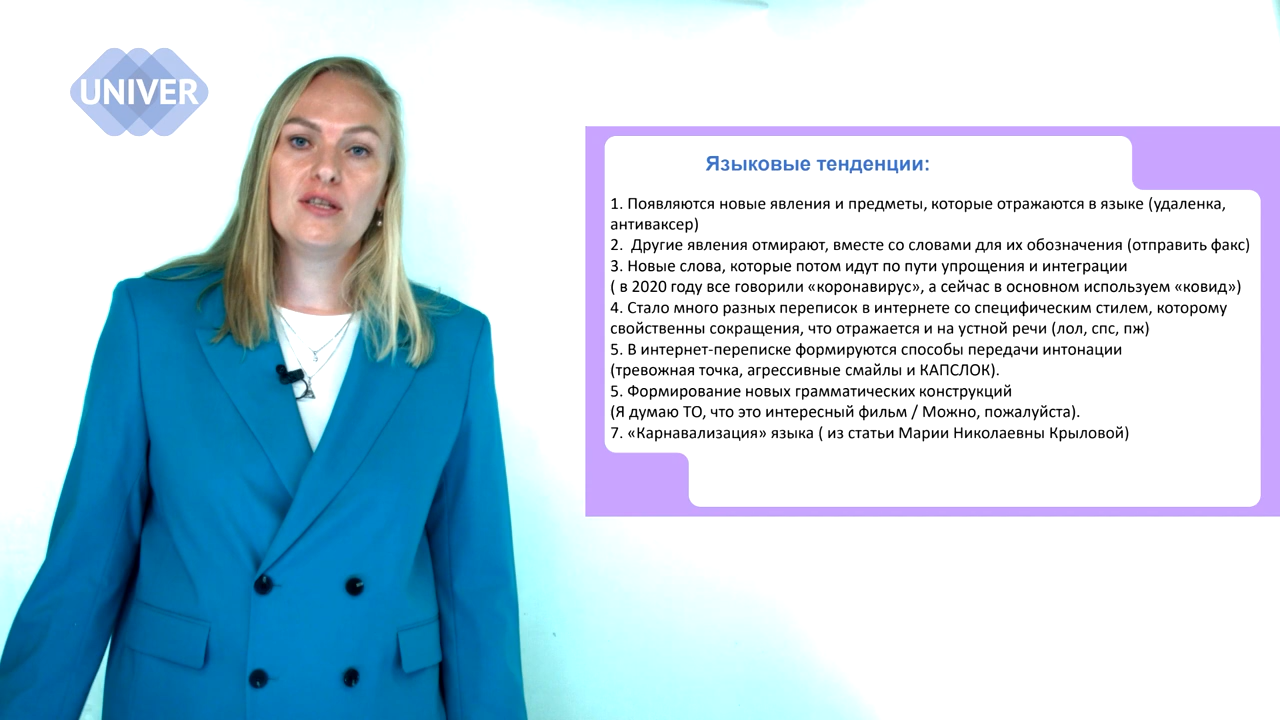 UNIVER
Языковые тенденции:
1. Появляются новые явления и предметы, которые отражаются в языке (удаленка,
антиваксер)
2.  Другие явления отмирают, вместе со словами для их обозначения (отправить факс)
3. Новые слова, которые потом идут по пути упрощения и интеграции
( в 2020 году все говорили «коронавирус», а сейчас в основном используем «ковид»)
4. Стало много разных переписок в интернете со специфическим стилем, которому
свойственны сокращения, что отражается и на устной речи (лол, спс, пж)
5. В интернет-переписке формируются способы передачи интонации
(тревожная точка, агрессивные смайлы и КАПСЛОК).
5. Формирование новых грамматических конструкций
(Я думаю ТО, что это интересный фильм / Можно, пожалуйста).
7. «Карнавализация» языка ( из статьи Марии Николаевны Крыловой)